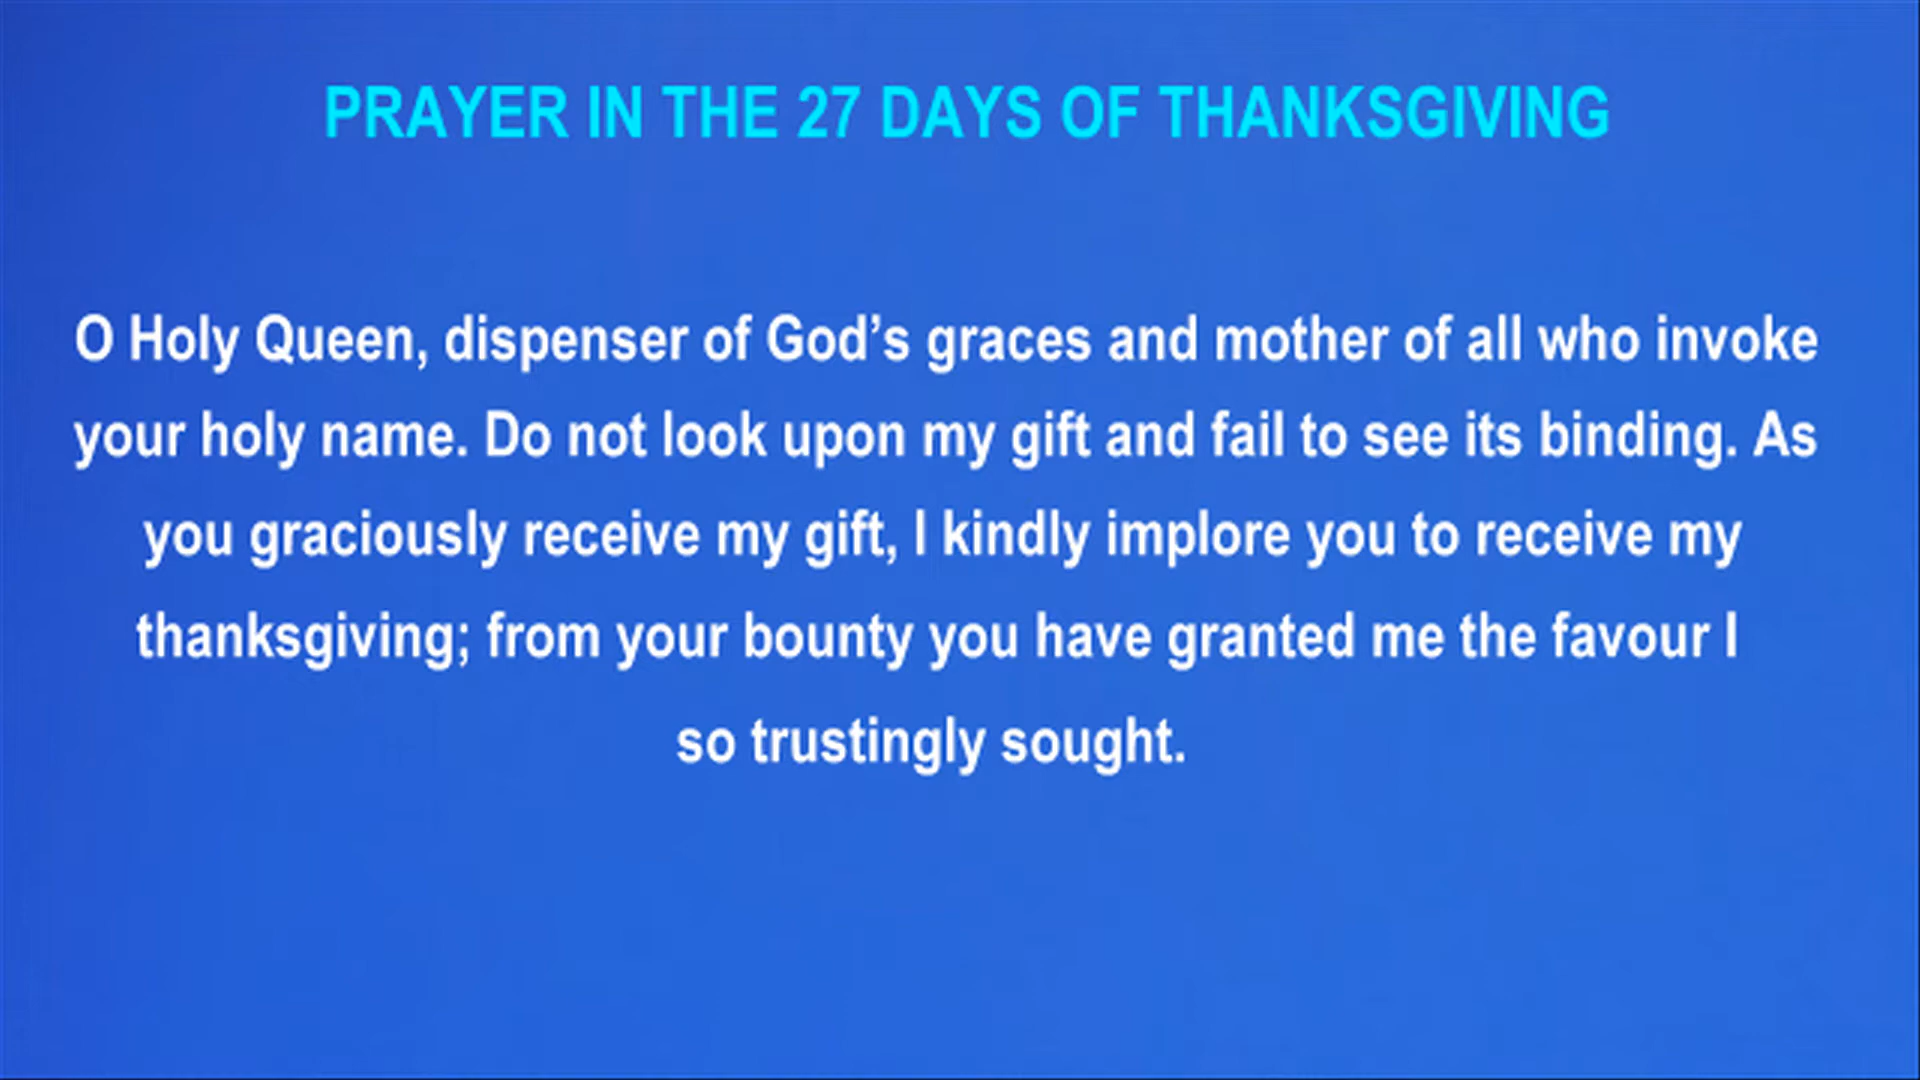 PRAYER IN THE 27 DAYS OF THANKSGIVING
O Holy Queen, dispenser of God’s graces and mother of all who invoke
your holy name. Do not look upon my gift and fail to see its binding. As
you graciously receive my gift, I kindly implore you to receive my
thanksgiving; from your bounty you have granted me the favour I
so trustingly sought.